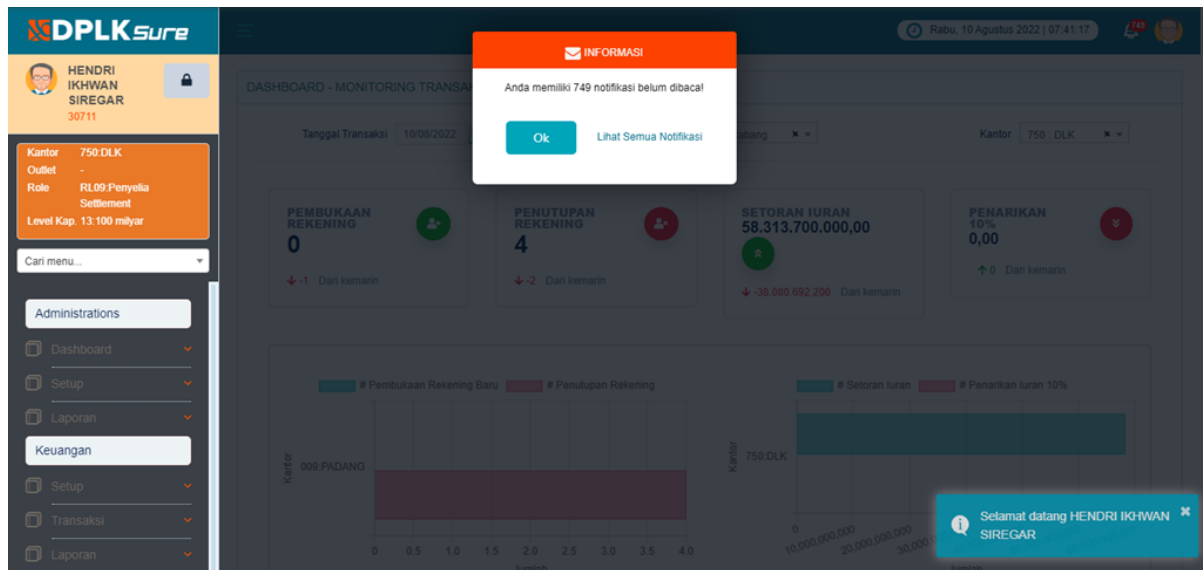 DPLKSure
Rabu, 10 Agustus 2022 | 07:41:17
749
HENDRI
IKHWAN
SIREGAR
30711
Kantor 750:DLK
Outlet -
Role RL09:Penyelia
Settlement
Level Kap. 13:100 milyar
Cari menu...
Administrations
Dashboard
Setup
Laporan
Keuangan
Setup
Transaksi
Laporan
INFORMASI
Anda memiliki 749 notifikasi belum dibaca!
Ok Lihat Semua Notifikasi
DASHBOARD - MONITORING TRANSA
Tanggal Transaksi 10/08/2022
abang × Kantor 750 : DLK ×
PEMBUKAAN
REKENING
0
-1 Dari kemarin
PENUTUPAN
REKENING
4
-2 Dari kemarin
SETORAN IURAN
58.313.700.000,00
-38.080.692.200 Dari kemarin
PENARIKAN
10%
0,00
0 Dari kemarin
# Pembukaan Rekening Baru # Penutupan Rekening
Kantor
009:PADANG
0 0.5 1.0 1.5 2.0 2.5 3.0 3.5 4.0
Jumlah
# Setoran Iuran # Penarikan Iuran 10%
Kantor
750:DLK
0 10,000,000,000 20,000,000,000
Jumlah
Selamat datang HENDRI IKHWAN ×
SIREGAR